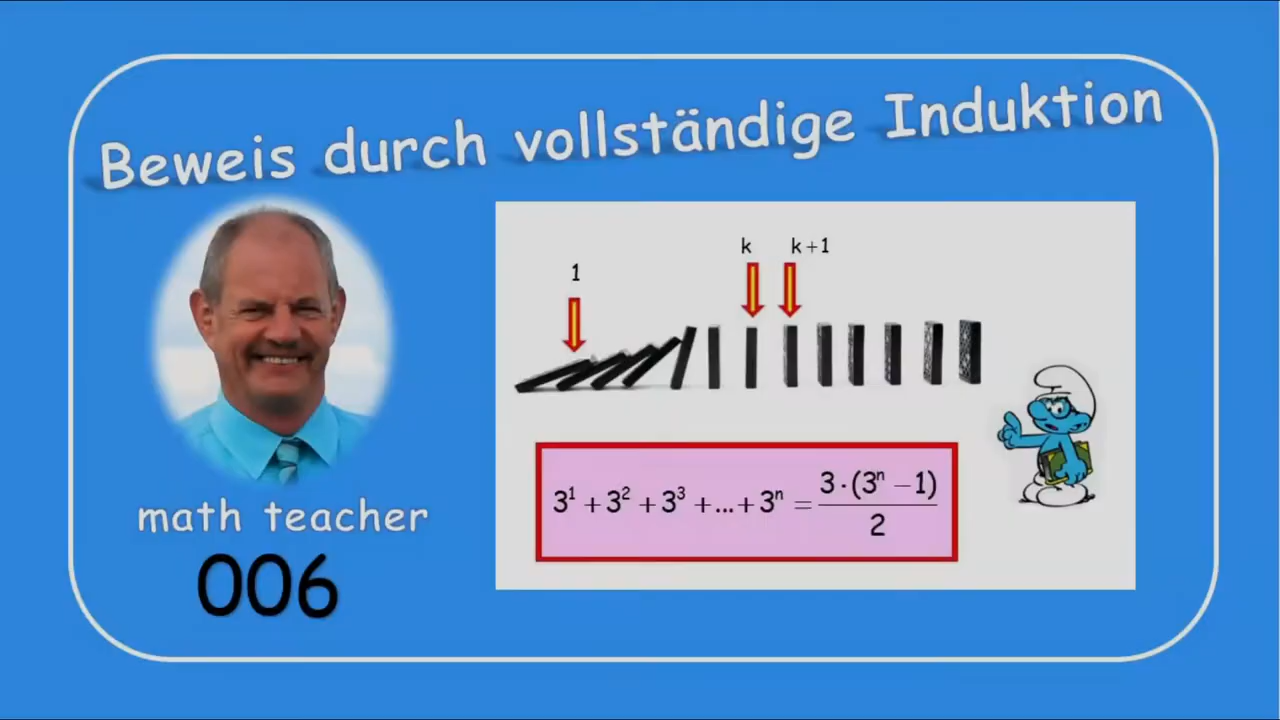 Beweis durch vollständige Induktion
1
k
k+1
3¹ + 3² + 3³ + ... + 3ⁿ = 3·(3ⁿ − 1)
2
math teacher
006